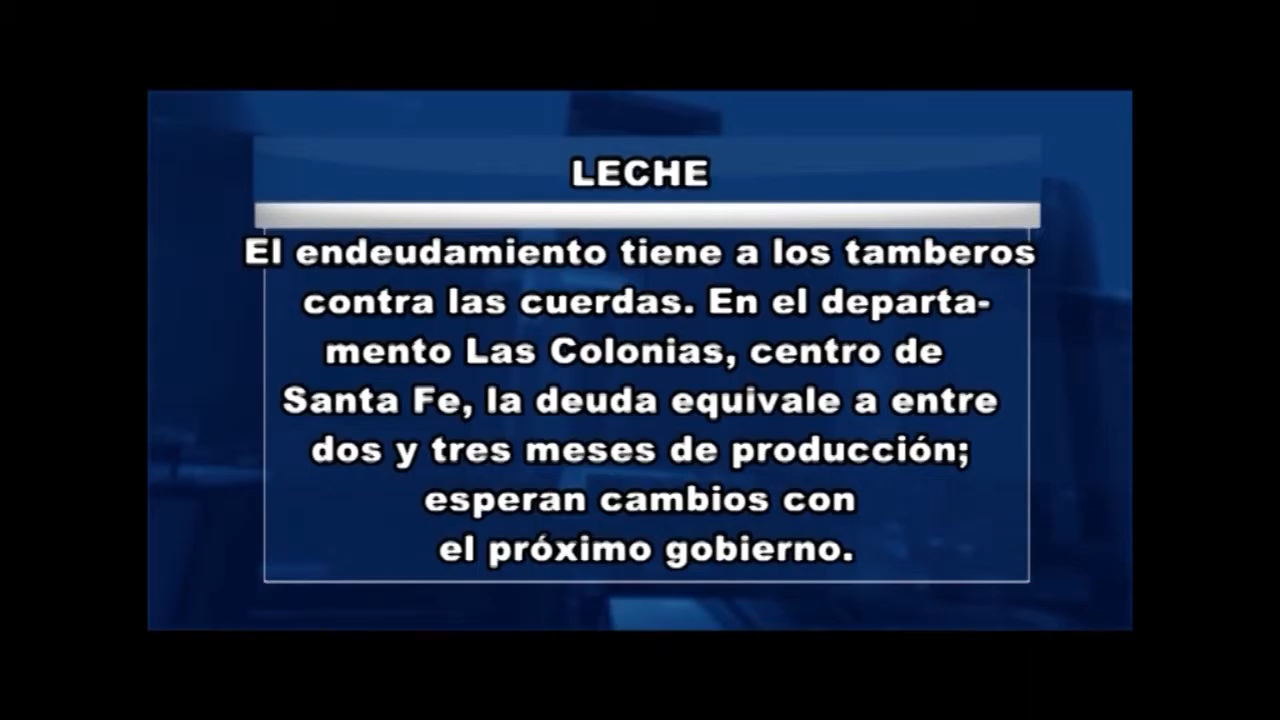 LECHE
El endeudamiento tiene a los tamberos
contra las cuerdas. En el departa-
mento Las Colonias, centro de
Santa Fe, la deuda equivale a entre
dos y tres meses de producción;
esperan cambios con
el próximo gobierno.